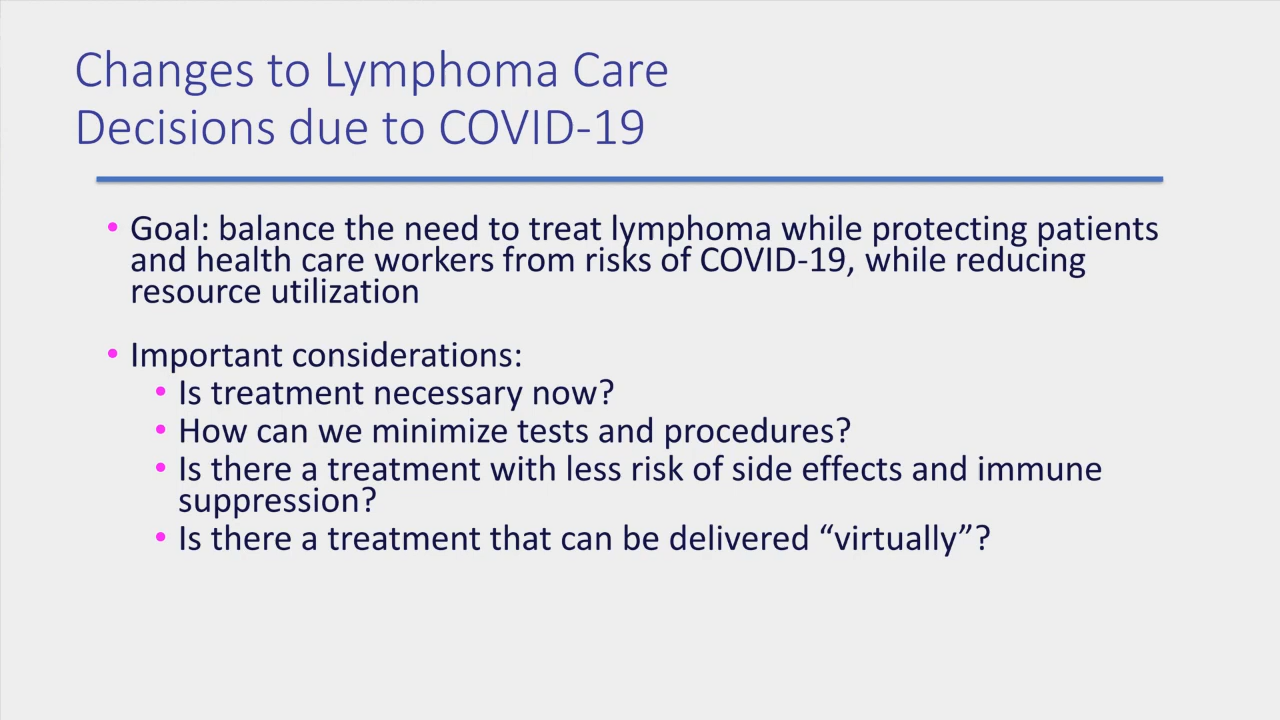 Changes to Lymphoma Care
Decisions due to COVID-19
• Goal: balance the need to treat lymphoma while protecting patients
and health care workers from risks of COVID-19, while reducing
resource utilization
• Important considerations:
• Is treatment necessary now?
• How can we minimize tests and procedures?
• Is there a treatment with less risk of side effects and immune
suppression?
• Is there a treatment that can be delivered “virtually”?